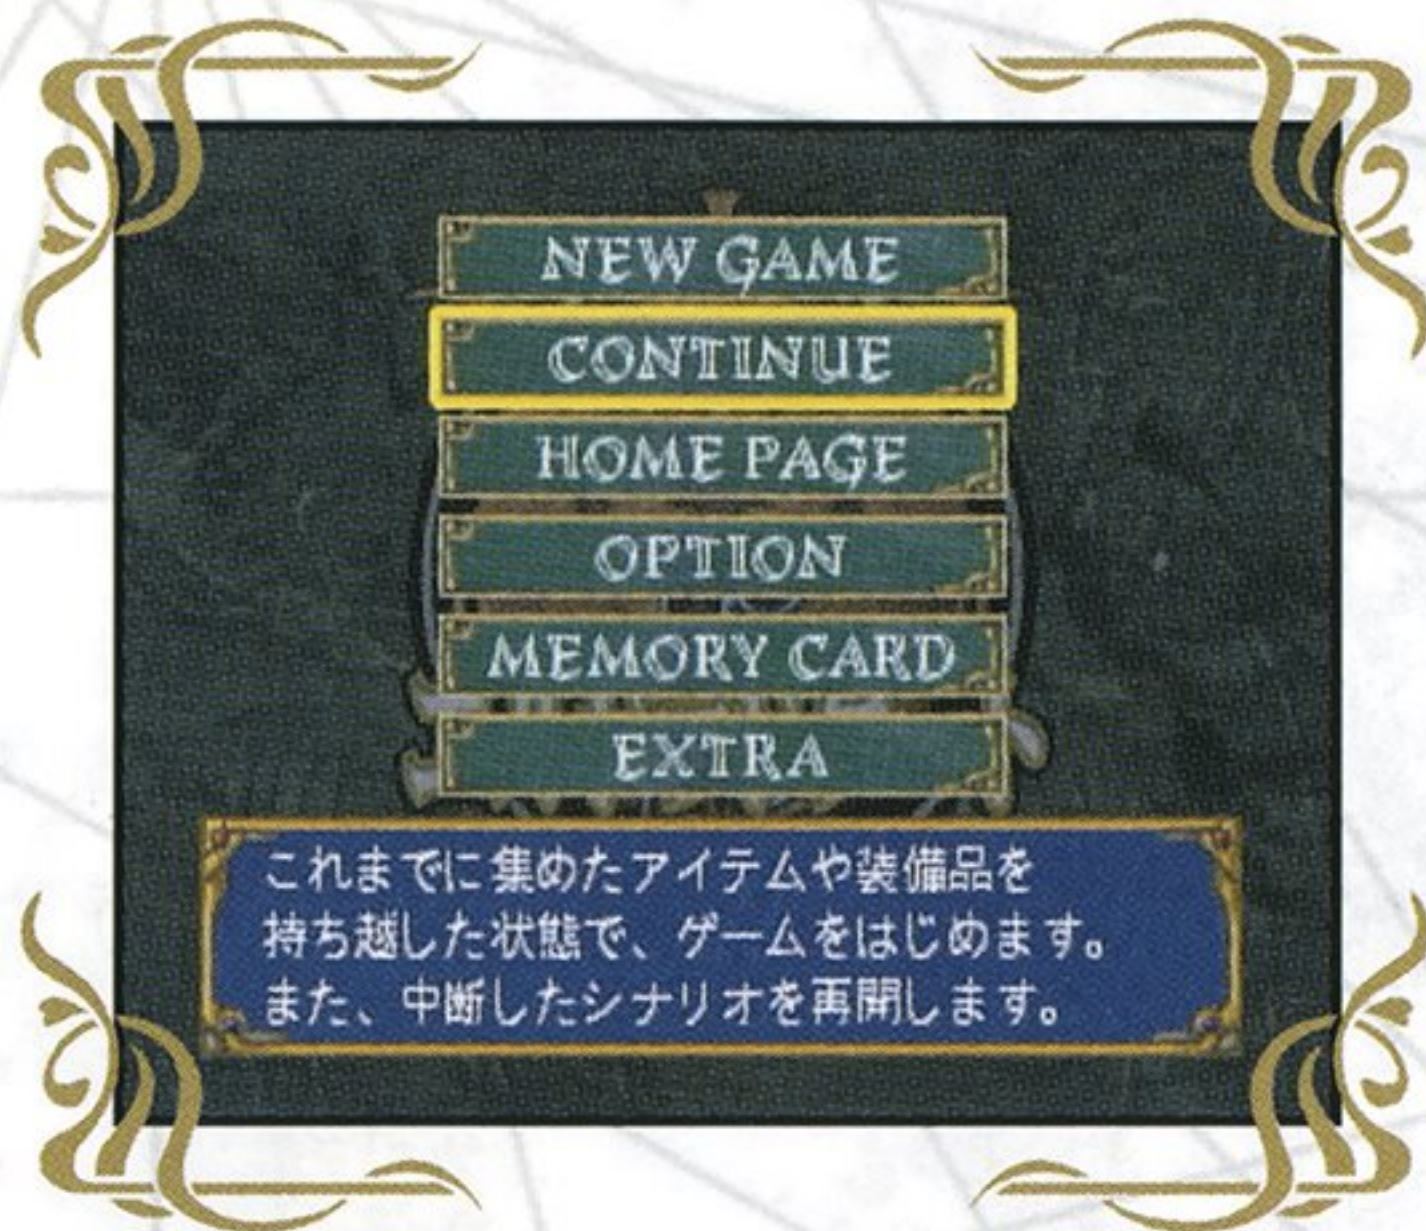 NEW GAME
CONTINUE
HOME PAGE
OPTION
MEMORY CARD
EXTRA
これまでに集めたアイテムや装備品を
持ち越した状態で、ゲームをはじめます。
また、中断したシナリオを再開します。